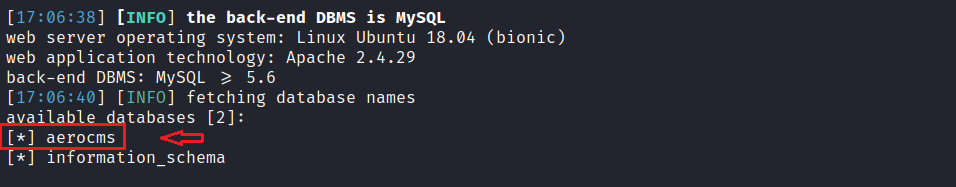 [17:06:38] [INFO] the back-end DBMS is MySQL
web server operating system: Linux Ubuntu 18.04 (bionic)
web application technology: Apache 2.4.29
back-end DBMS: MySQL ≥ 5.6
[17:06:40] [INFO] fetching database names
available databases [2]:
[*] aerocms
[*] information_schema